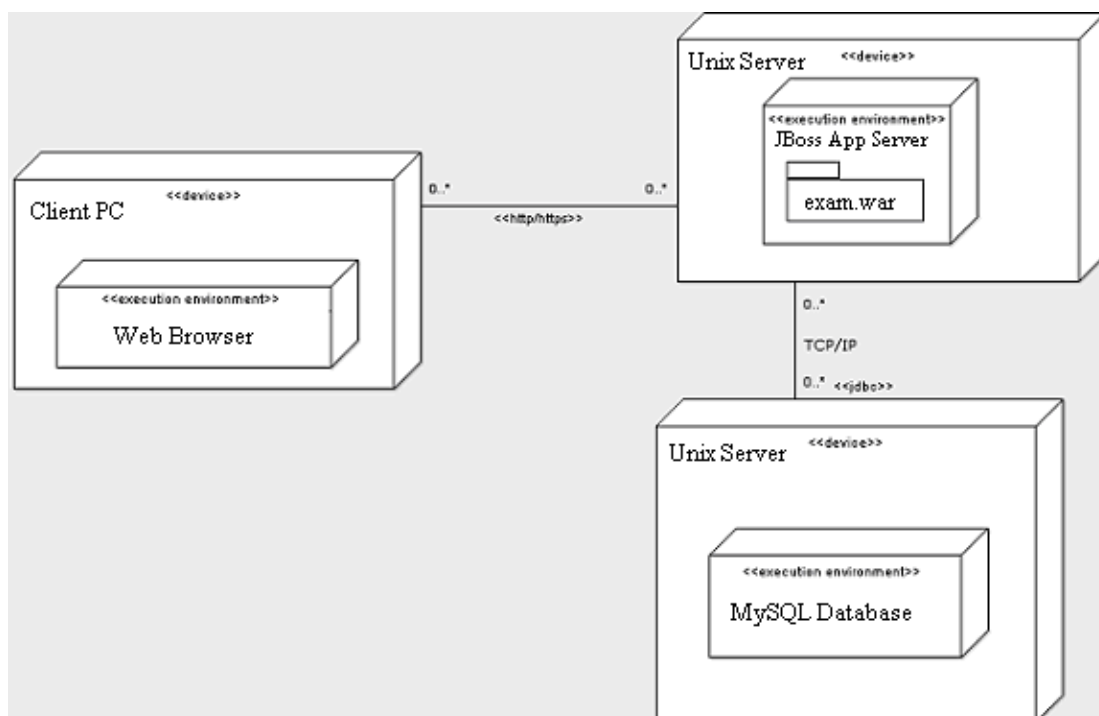 <<device>>
Client PC
<<execution environment>>
Web Browser
0..*
0..*
<<http/https>>
Unix Server
<<device>>
<<execution environment>>
JBoss App Server
exam.war
0..*
TCP/IP
0..*
<<jdbc>>
Unix Server
<<device>>
<<execution environment>>
MySQL Database